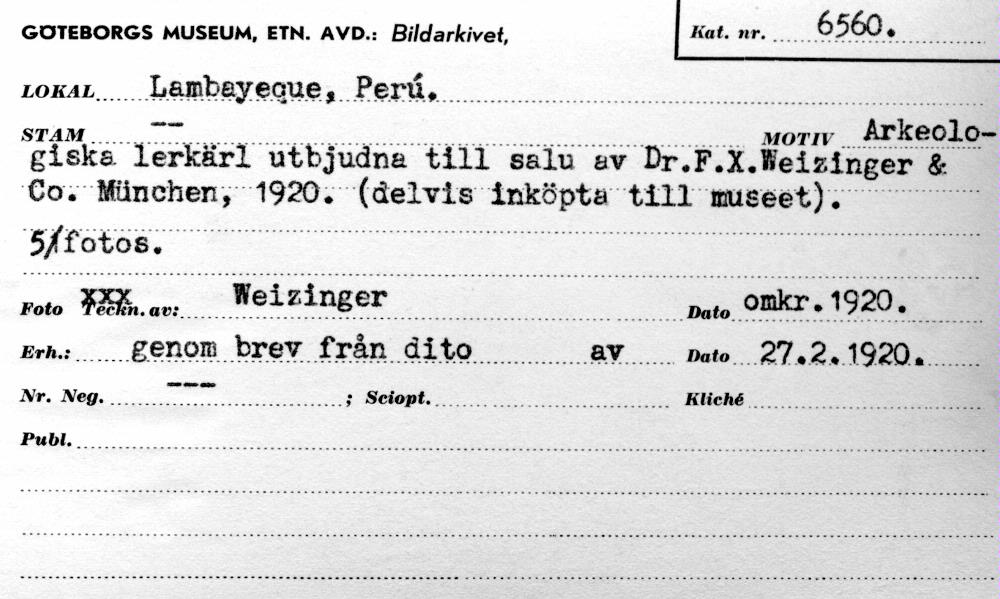 GÖTEBORGS MUSEUM, ETN. AVD.: Bildarkivet,
Kat. nr. 6560.
LOKAL Lambayeque, Perú.
STAM -- MOTIV Arkeolo-
giska lerkärl utbjudna till salu av Dr.F.X.Weizinger &
Co. München, 1920. (delvis inköpta till museet).
5/fotos.
Foto xxx Teckn. av: Weizinger Dato omkr.1920.
Erh.: genom brev från dito av Dato 27.2.1920.
Nr. Neg. --- ; Sciopt. Kliché
Publ.